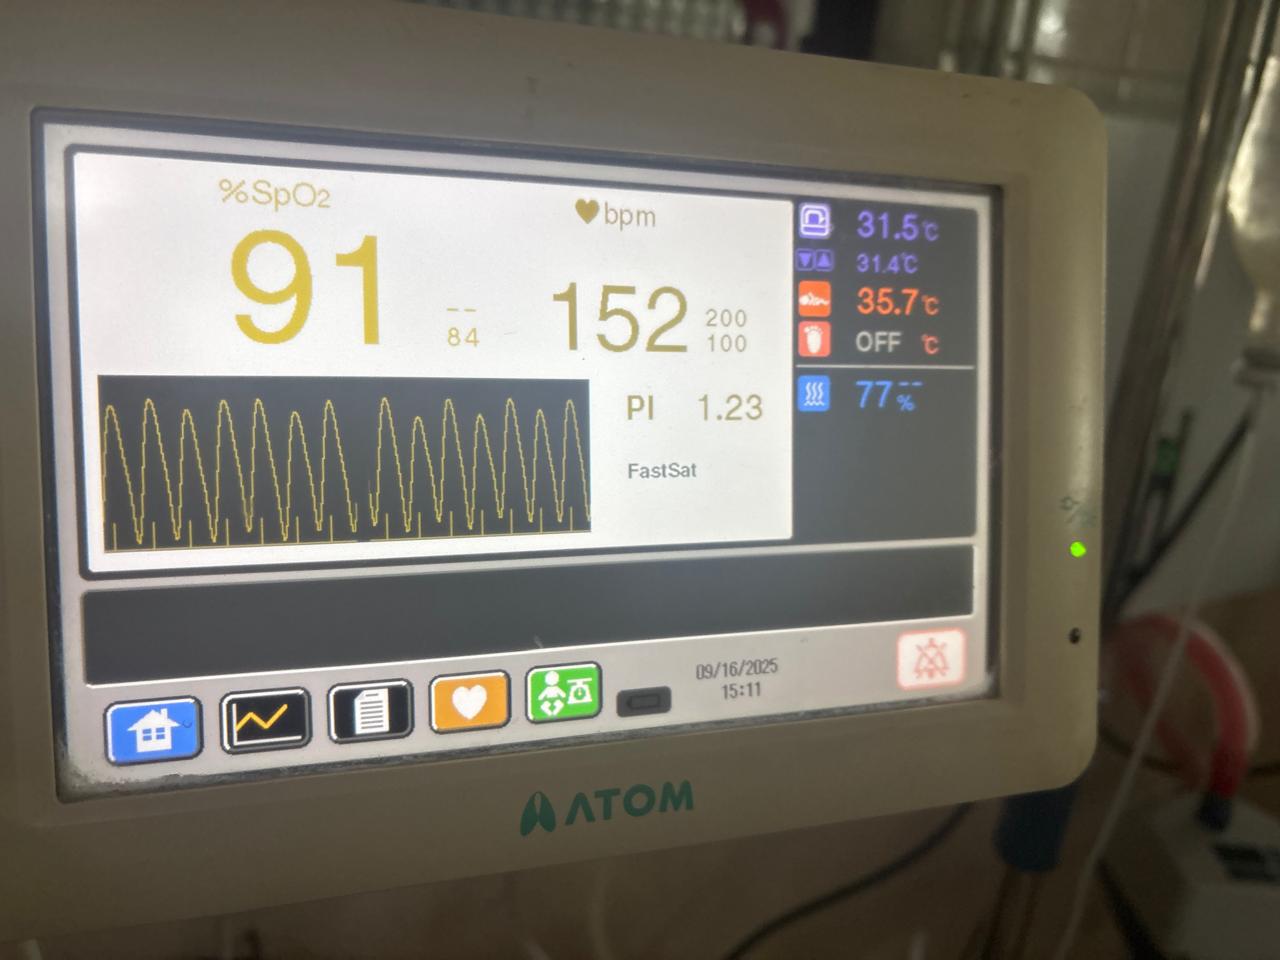 %SpO2
91
--
84
bpm
152
200
100
PI 1.23
FastSat
31.5℃
31.4℃
35.7℃
OFF ℃
77 -- %
09/16/2025
15:11
ATOM